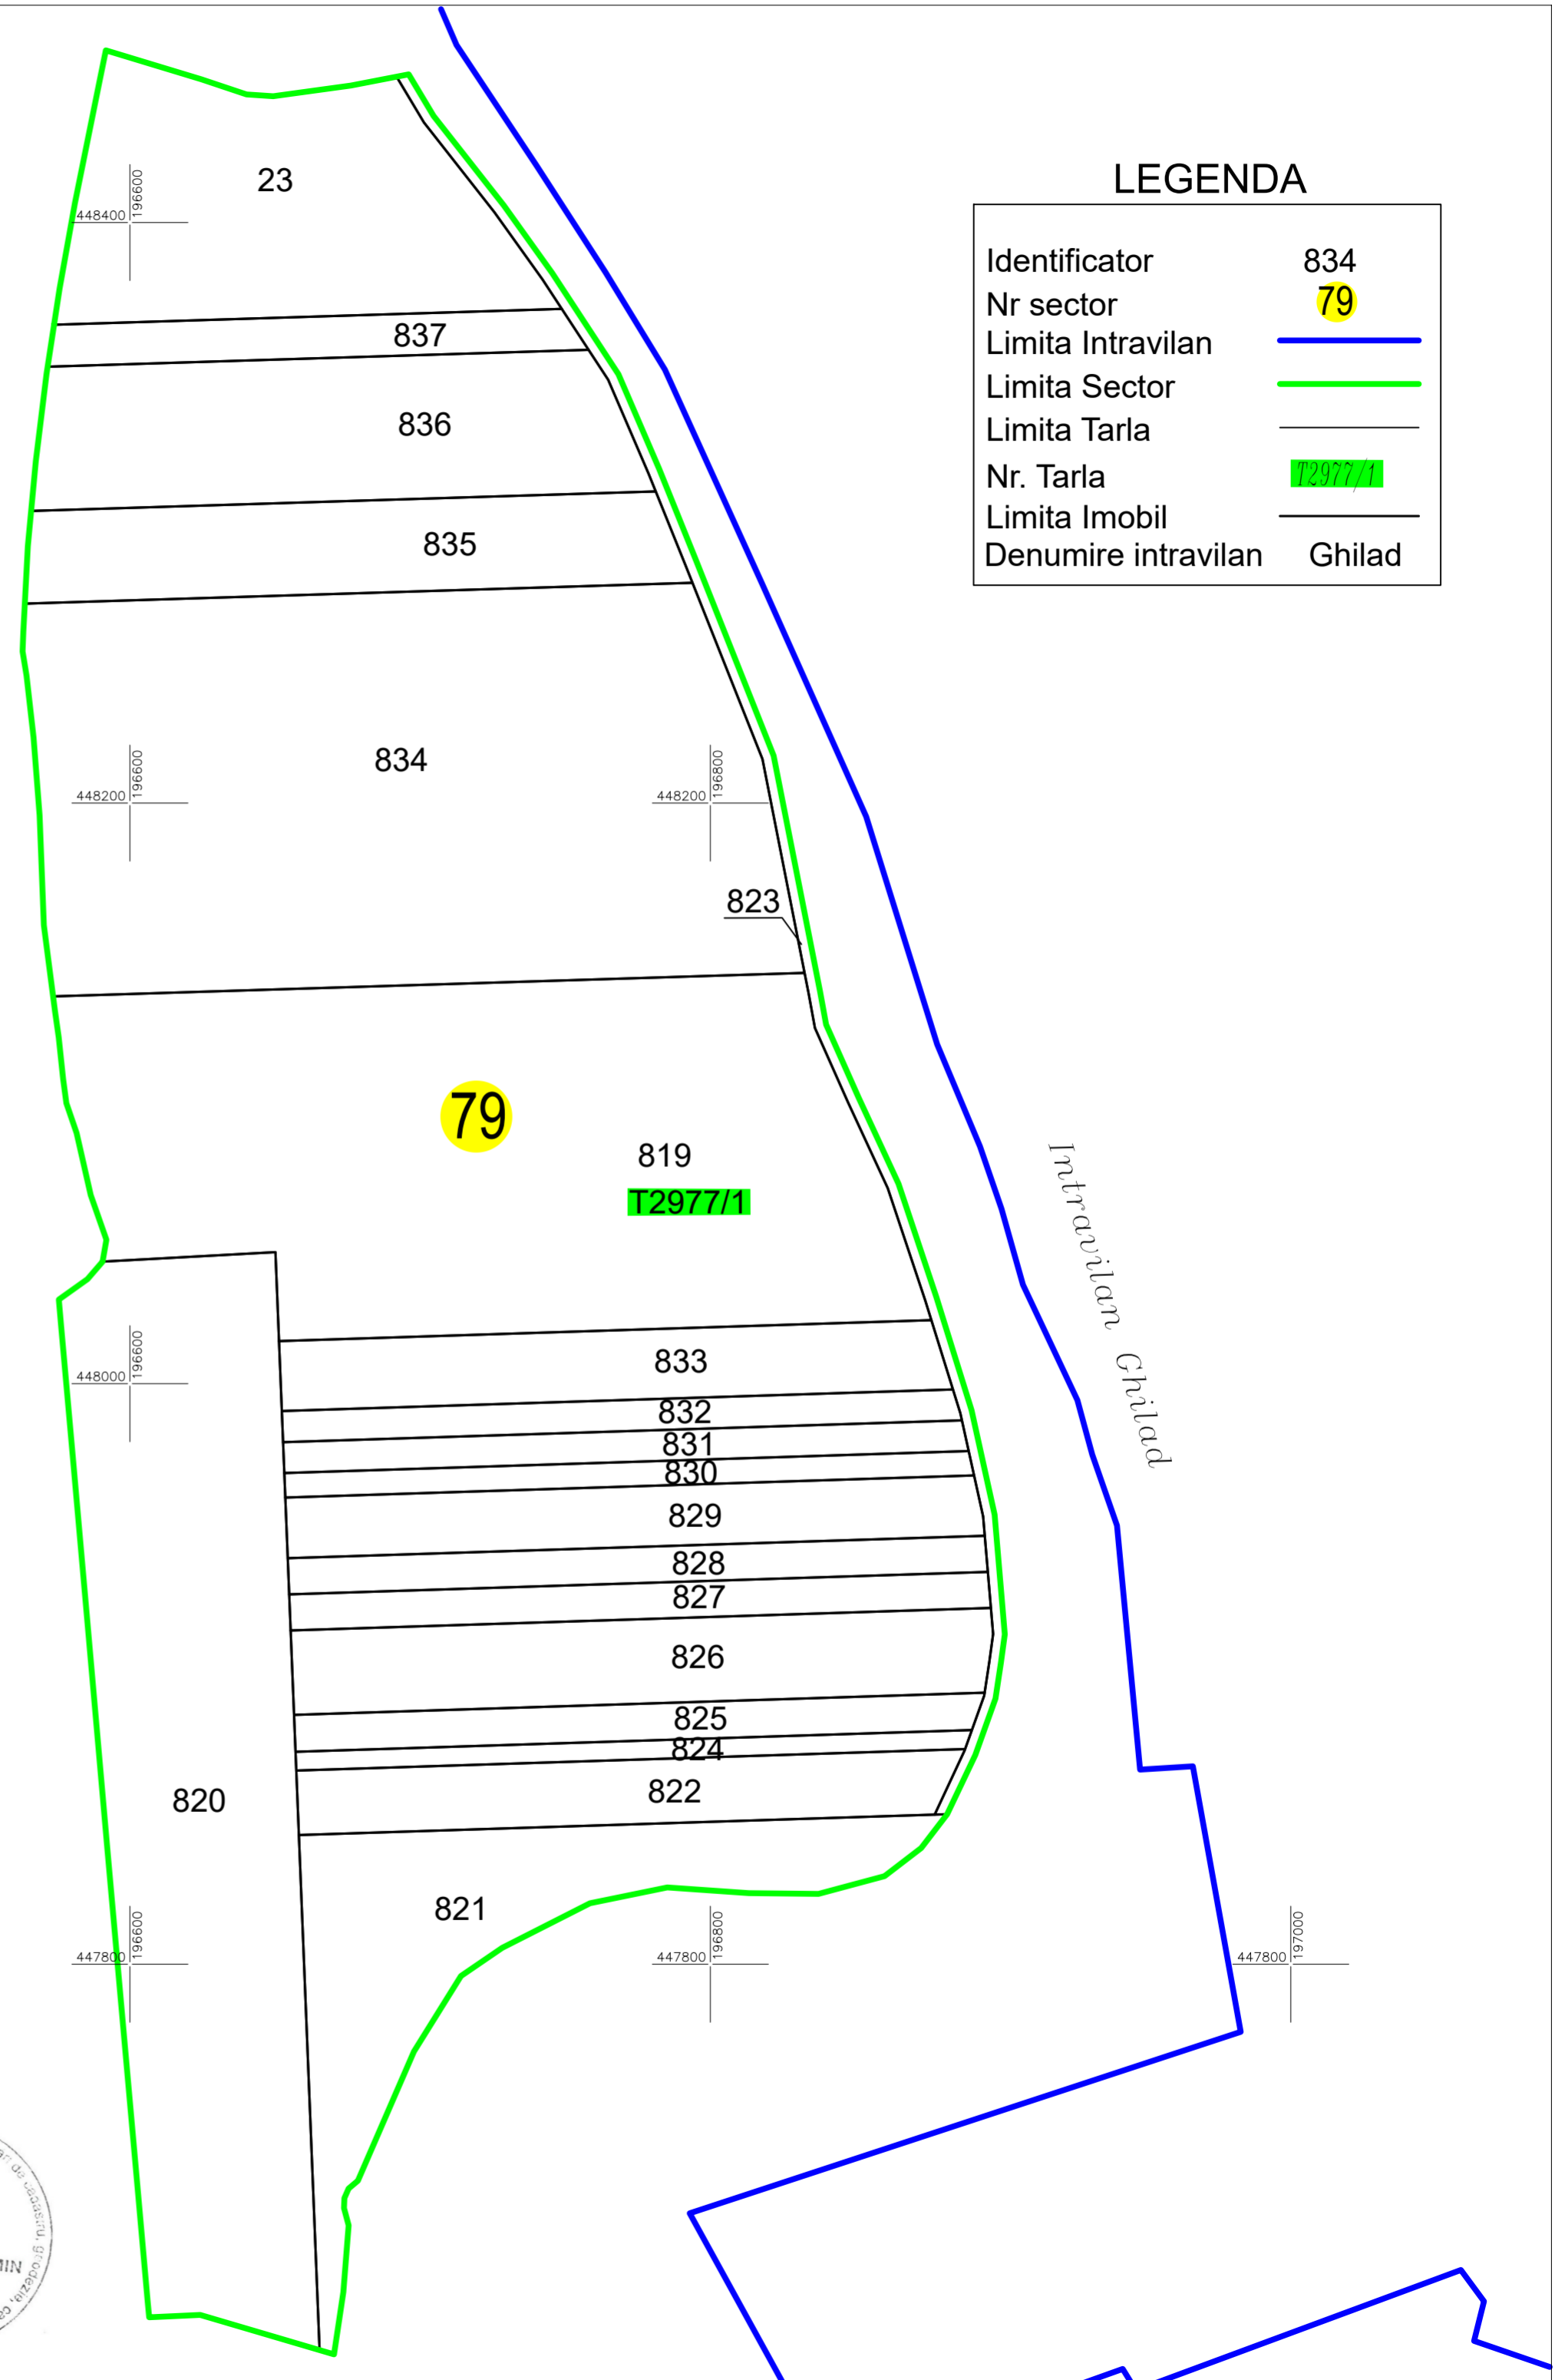 LEGENDA
Identificator 834
Nr sector 79
Limita Intravilan
Limita Sector
Limita Tarla
Nr. Tarla T2977/1
Limita Imobil
Denumire intravilan Ghilad
23
448400 196600
837
836
835
834
448200 196600
448200 196800
823
79
819
T2977/1
Intravilan Ghilad
448000 196600
833
832
831
830
829
828
827
826
825
824
822
820
821
447800 196600
447800 196800
447800 197000
de cadastru, geodezie,